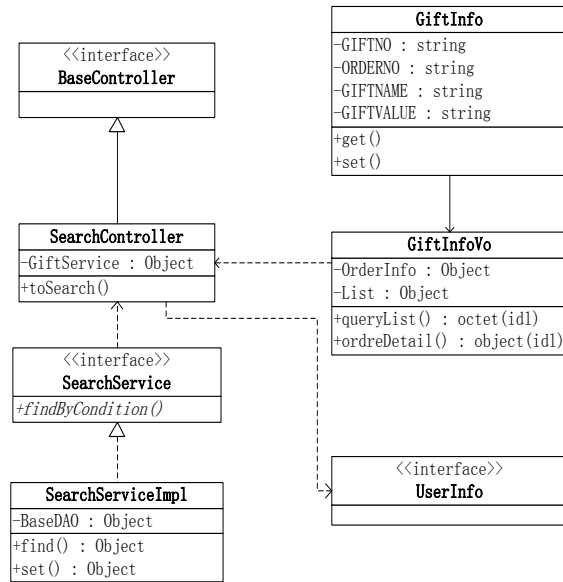 <<interface>>
BaseController
GiftInfo
-GIFTNO : string
-ORDERNO : string
-GIFTNAME : string
-GIFTVALUE : string
+get()
+set()
SearchController
-GiftService : Object
+toSearch()
GiftInfoVo
-OrderInfo : Object
-List : Object
+queryList() : octet(idl)
+ordreDetail() : object(idl)
<<interface>>
SearchService
+findByCondition()
SearchServiceImpl
-BaseDAO : Object
+find() : Object
+set() : Object
<<interface>>
UserInfo